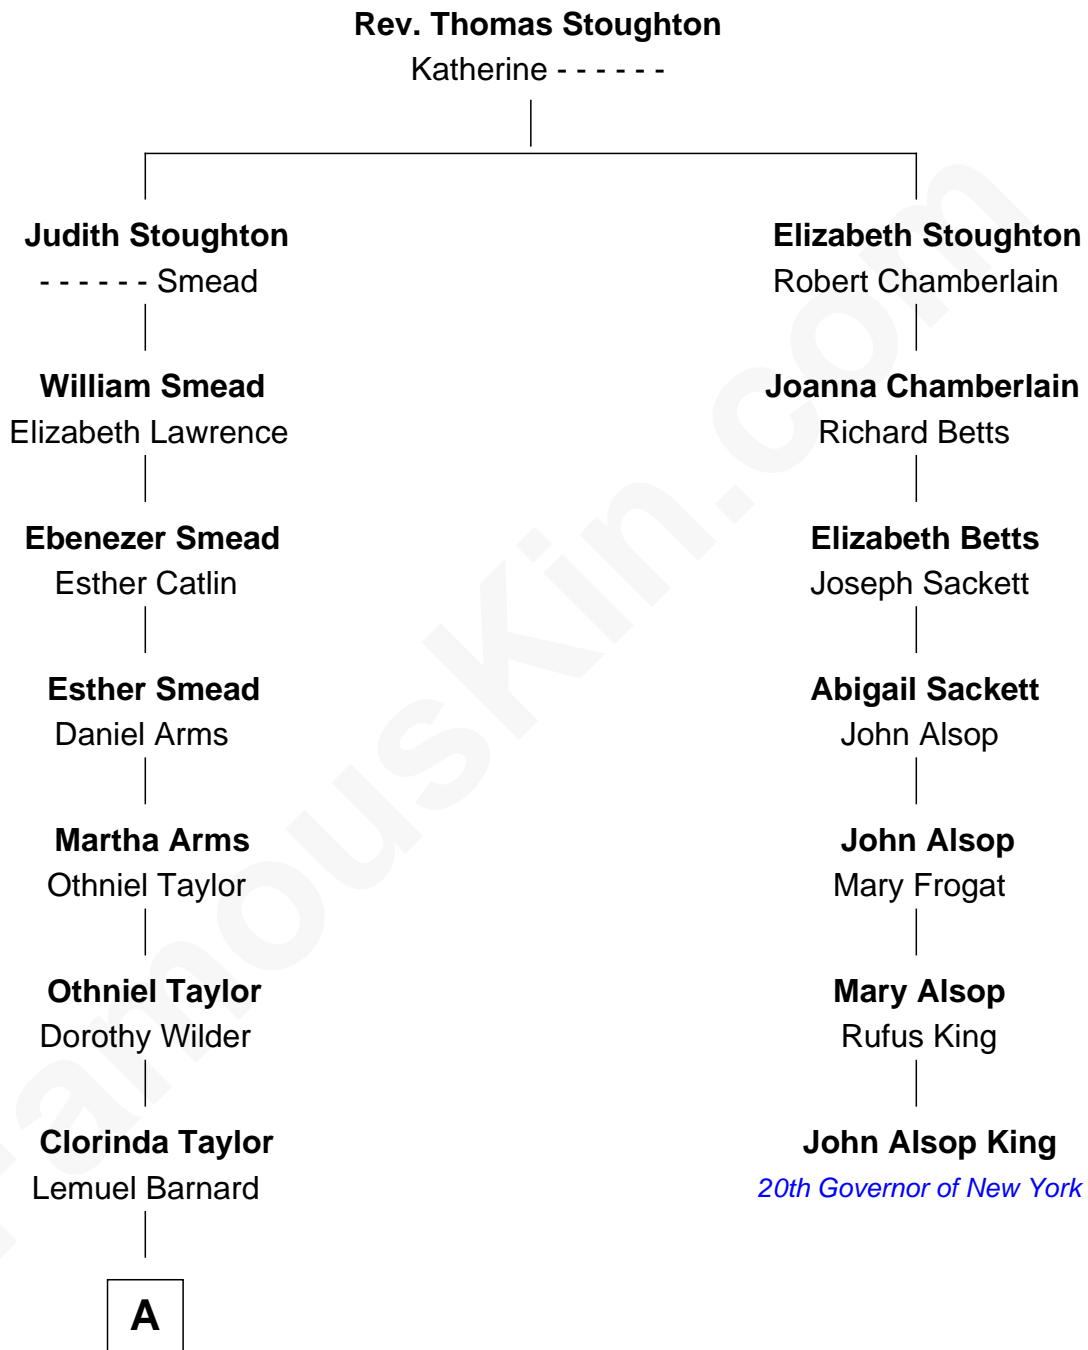 Rev. Thomas Stoughton
Katherine - - - - - -
Judith Stoughton
- - - - - - Smead
Elizabeth Stoughton
Robert Chamberlain
William Smead
Elizabeth Lawrence
Joanna Chamberlain
Richard Betts
Ebenezer Smead
Esther Catlin
Elizabeth Betts
Joseph Sackett
Esther Smead
Daniel Arms
Abigail Sackett
John Alsop
Martha Arms
Othniel Taylor
John Alsop
Mary Frogat
Othniel Taylor
Dorothy Wilder
Mary Alsop
Rufus King
Clorinda Taylor
Lemuel Barnard
John Alsop King
20th Governor of New York
A
FamousKin.com